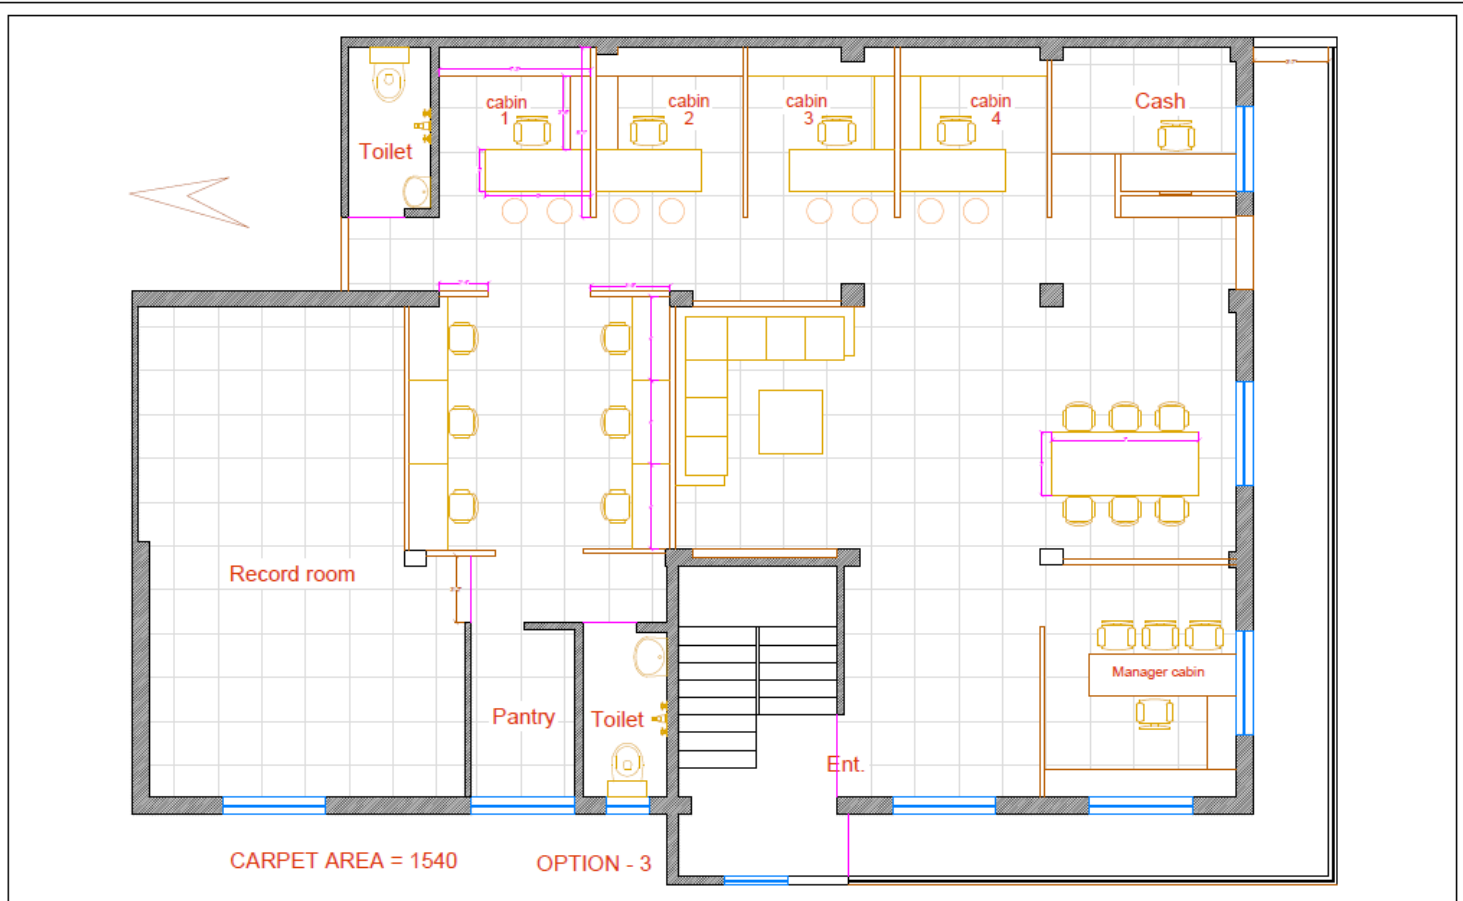 cabin
1
cabin
2
cabin
3
cabin
4
Cash
Toilet
Record room
Manager cabin
Pantry
Toilet
Ent.
CARPET AREA = 1540
OPTION - 3